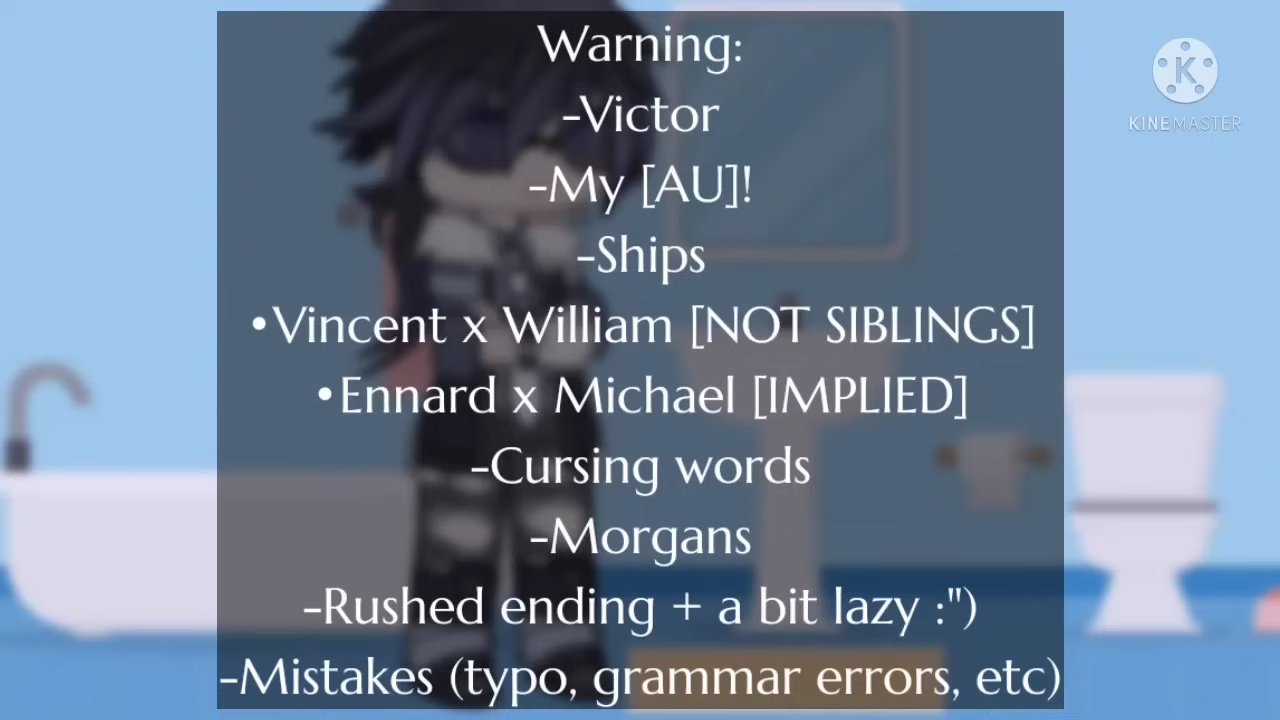 Warning:
-Victor
-My [AU]!
-Ships
•Vincent x William [NOT SIBLINGS]
•Ennard x Michael [IMPLIED]
-Cursing words
-Morgans
-Rushed ending + a bit lazy :")
-Mistakes (typo, grammar errors, etc)
K
KINEMASTER